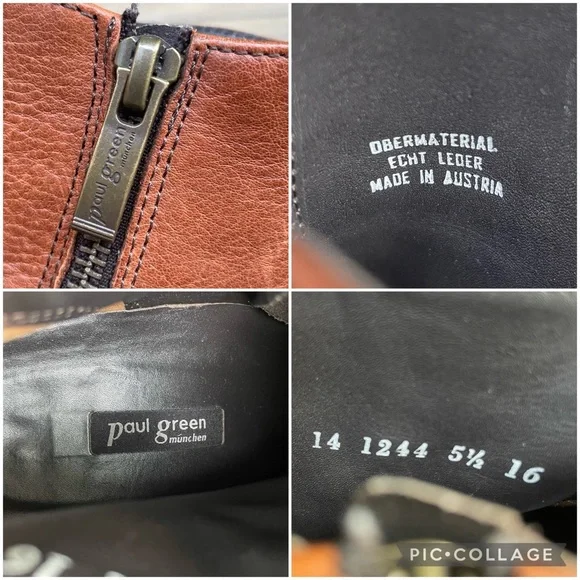 paul green
münchen
OBERMATERIAL
ECHT LEDER
MADE IN AUSTRIA
paul green
münchen
14 1244 5½ 16
PIC•COLLAGE